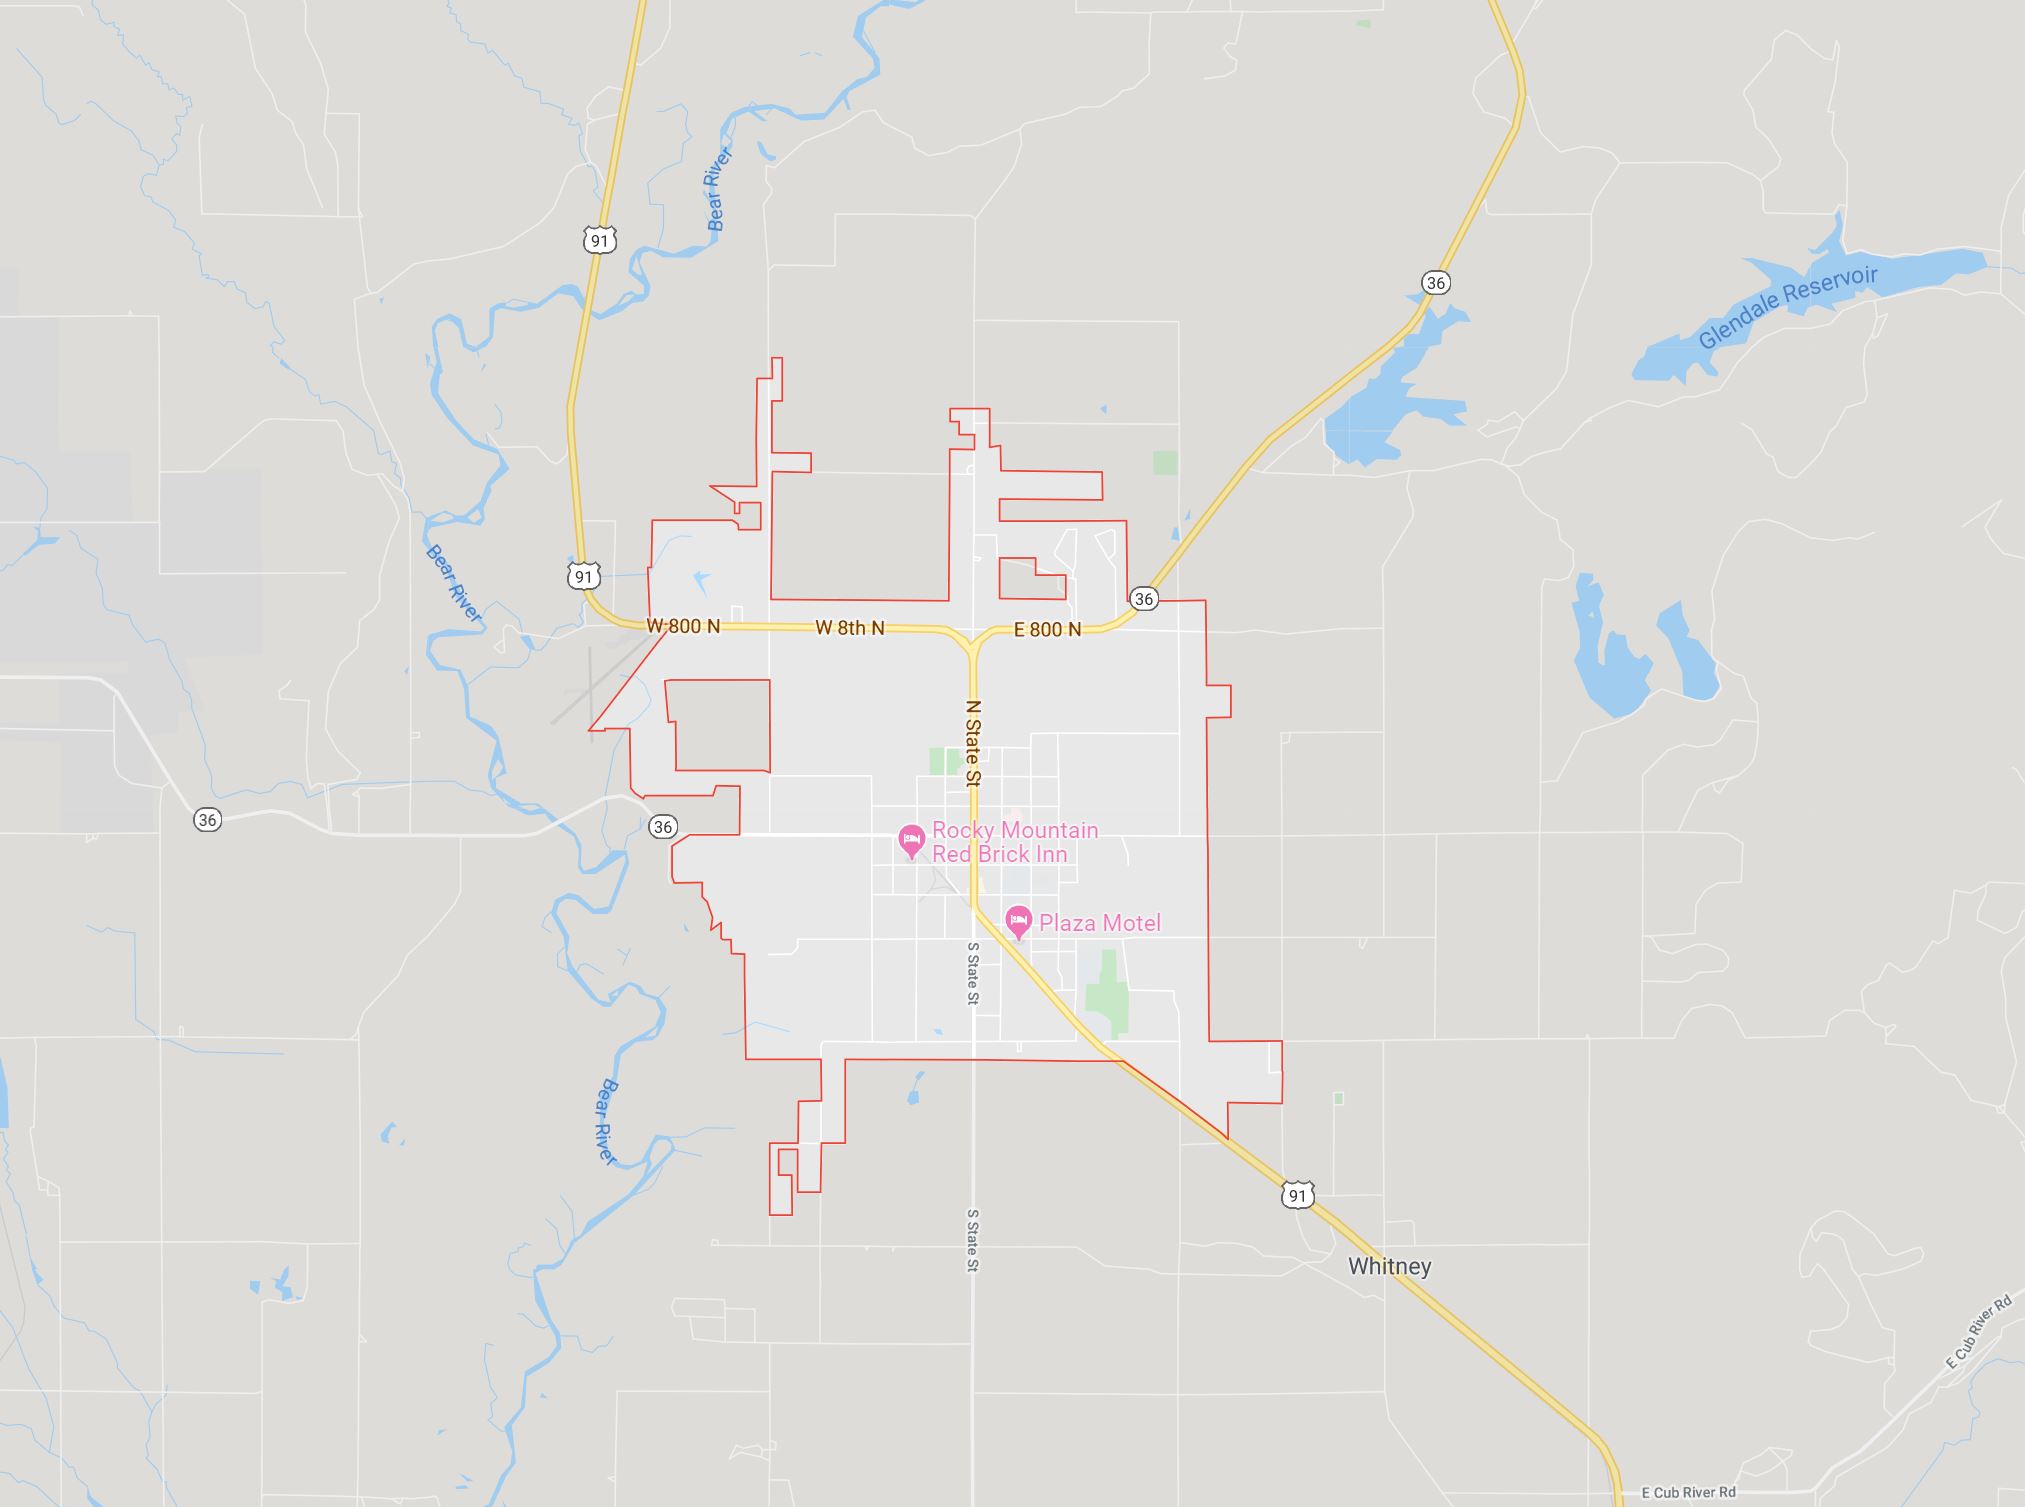 Bear River
91
36
Glendale Reservoir
91
Bear River
36
W 800 N
W 8th N
E 800 N
N State St
36
36
Rocky Mountain
Red Brick Inn
Plaza Motel
S State St
Bear River
91
S State St
Whitney
E Cub River Rd
E Cub River Rd